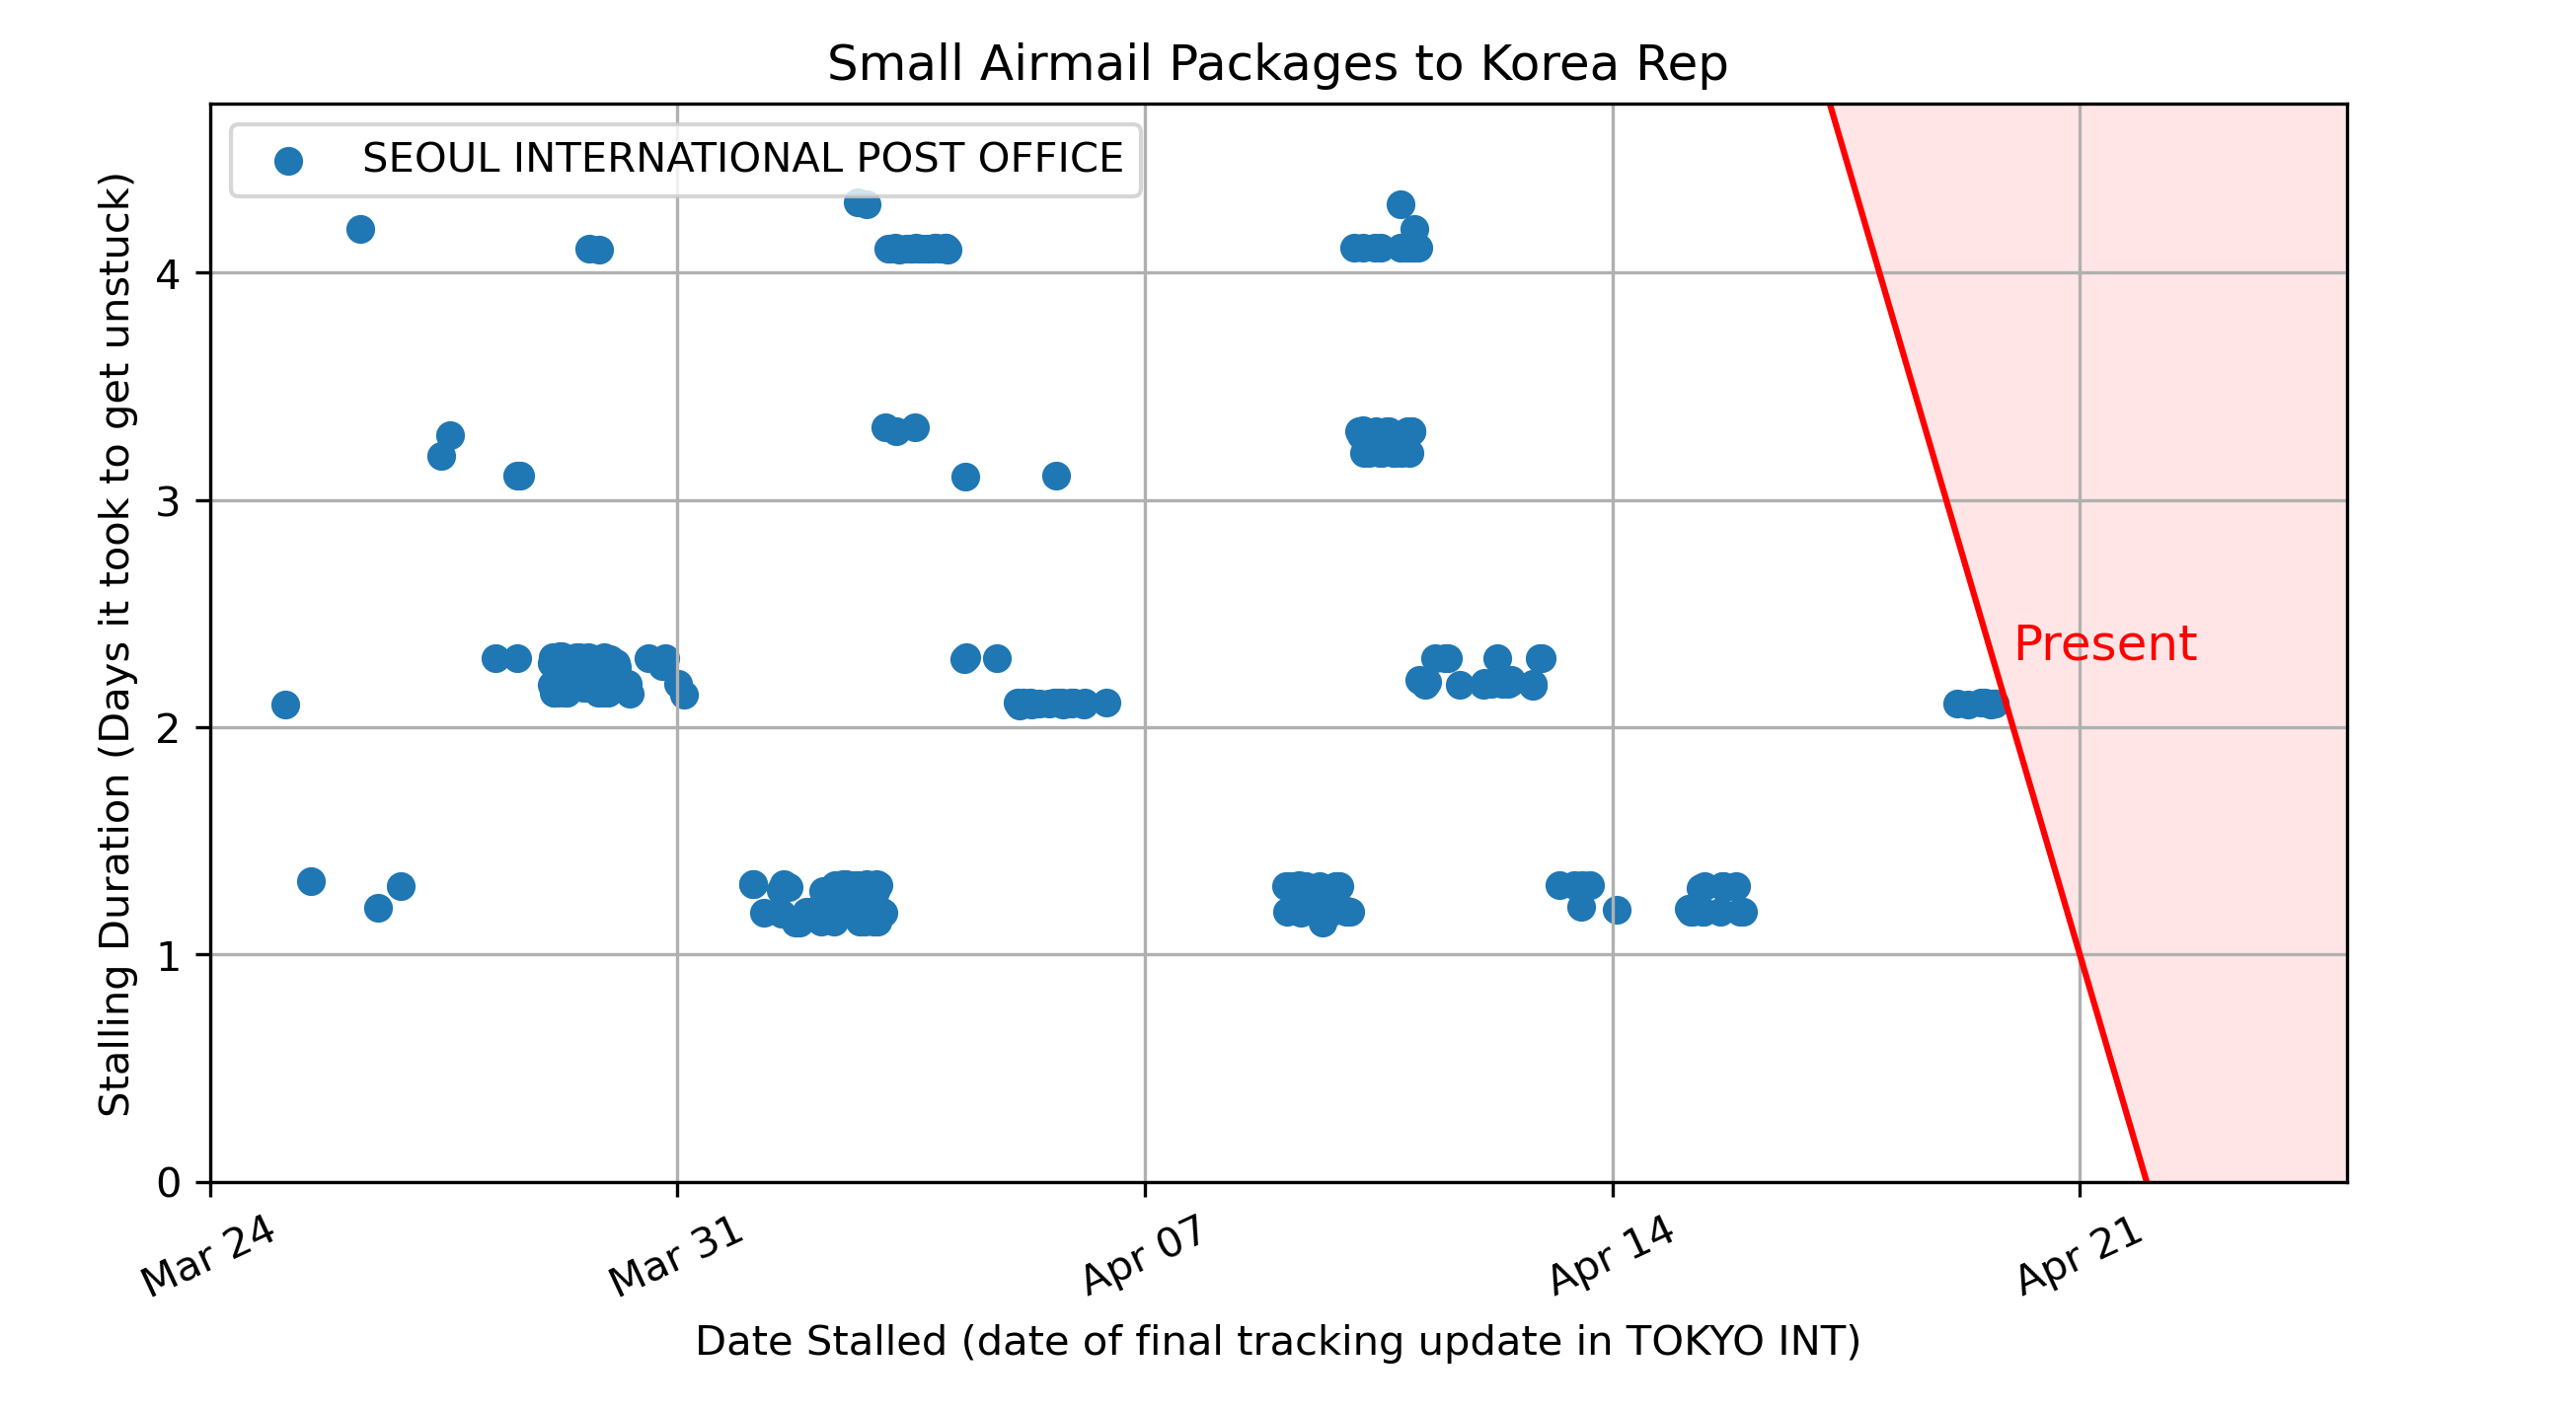 Small Airmail Packages to Korea Rep
SEOUL INTERNATIONAL POST OFFICE
Stalling Duration (Days it took to get unstuck)
4
3
2
1
0
Present
Mar 24
Mar 31
Apr 07
Apr 14
Apr 21
Date Stalled (date of final tracking update in TOKYO INT)